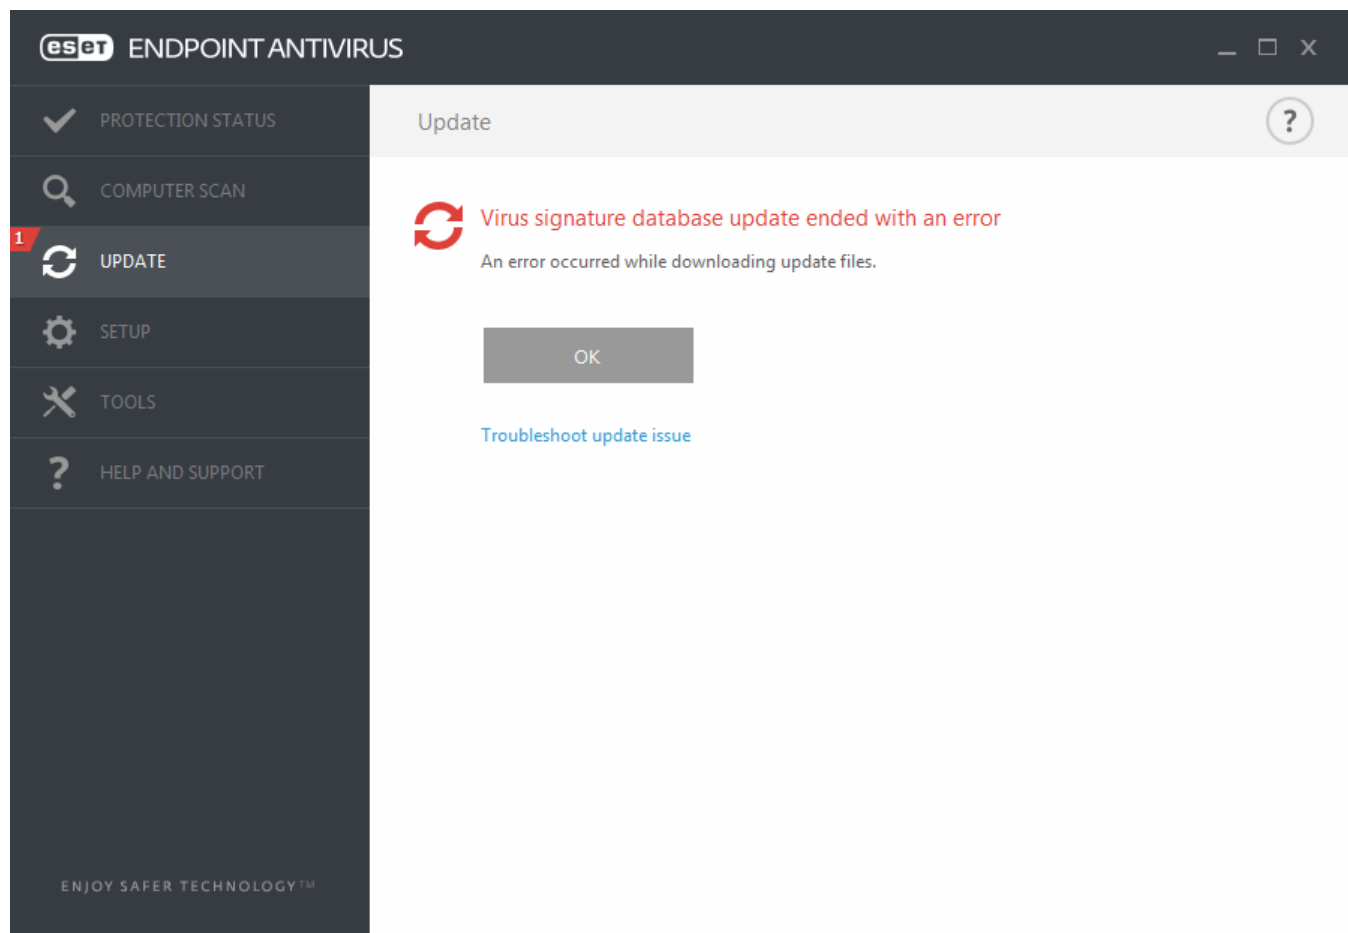 eset ENDPOINT ANTIVIRUS
PROTECTION STATUS
COMPUTER SCAN
1
UPDATE
SETUP
TOOLS
HELP AND SUPPORT
ENJOY SAFER TECHNOLOGY™
Update
?
Virus signature database update ended with an error
An error occurred while downloading update files.
OK
Troubleshoot update issue